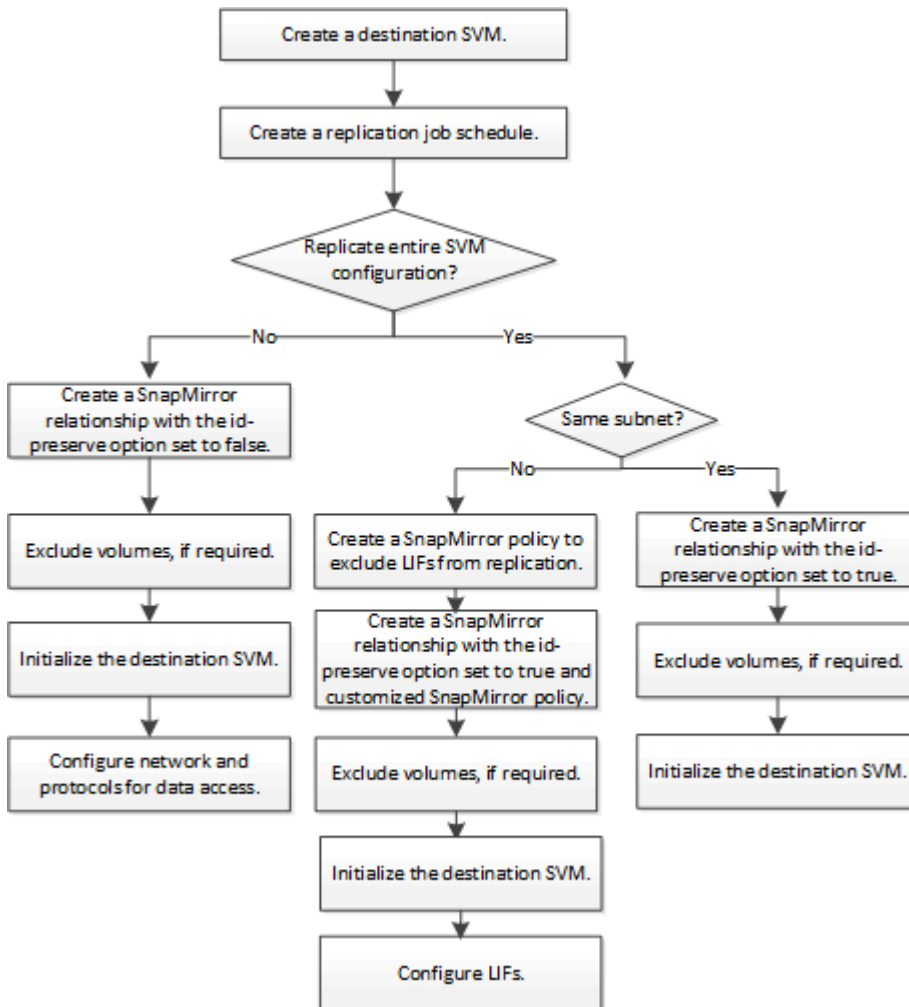 Create a destination SVM.
Create a replication job schedule.
Replicate entire SVM
configuration?
No
Yes
Create a SnapMirror
relationship with the id-
preserve option set to false.
Exclude volumes, if required.
Initialize the destination SVM.
Configure network and
protocols for data access.
Same subnet?
No
Yes
Create a SnapMirror policy to
exclude LIFs from replication.
Create a SnapMirror
relationship with the id-
preserve option set to true and
customized SnapMirror policy.
Exclude volumes, if required.
Initialize the destination SVM.
Configure LIFs.
Create a SnapMirror
relationship with the id-
preserve option set to true.
Exclude volumes, if required.
Initialize the destination SVM.